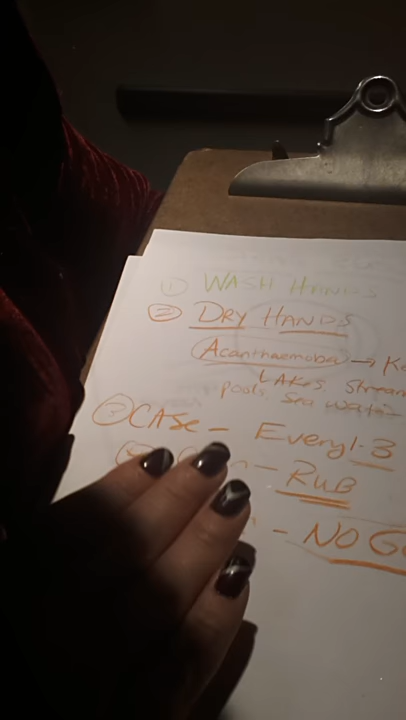 ① WASH HANDS
② DRY HANDS
Acanthaemoba →
LAKES, Stream
pools, Sea water
③ CASE - Every 1-3
- RUB
- NO G